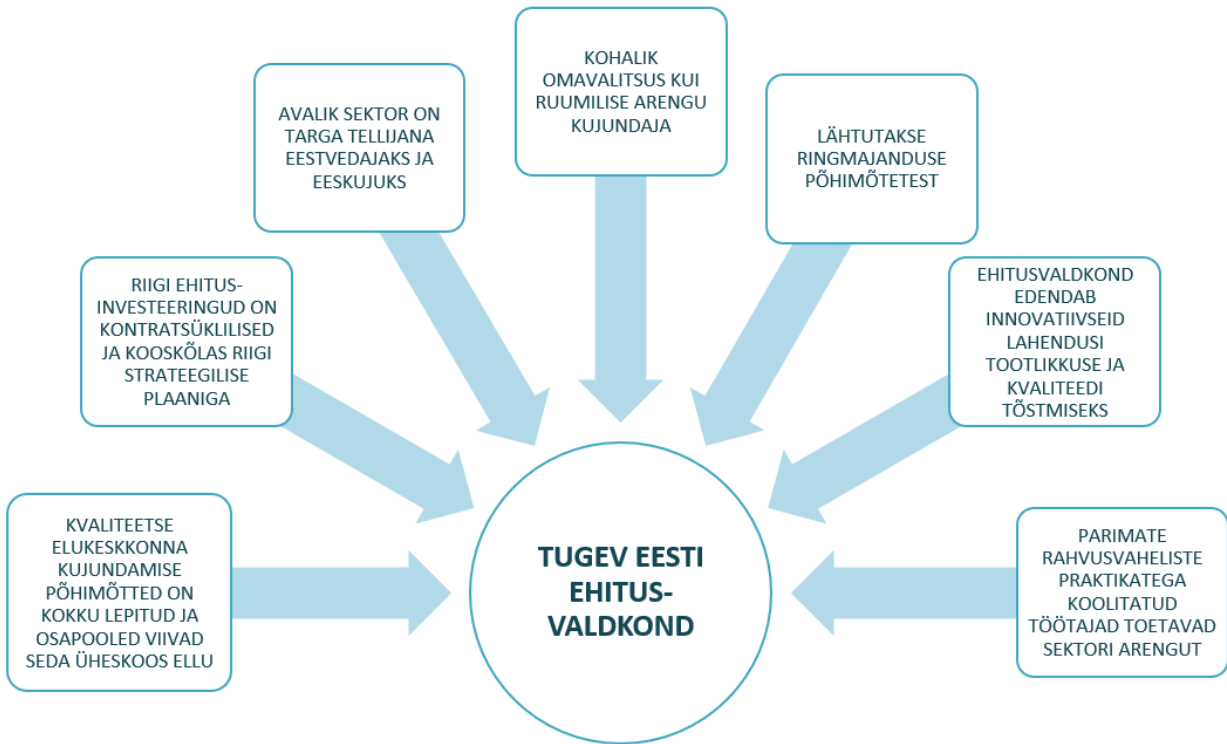 KOHALIK
OMAVALITSUS KUI
RUUMILISE ARENGU
KUJUNDAJA
AVALIK SEKTOR ON
TARGA TELLIJANA
EESTVEDAJAKS JA
EESKUJUKS
LÄHTUTAKSE
RINGMAJANDUSE
PÕHIMÕTETEST
RIIGI EHITUS-
INVESTEERINGUD ON
KONTRATSÜKLILISED
JA KOOSKÕLAS RIIGI
STRATEEGILISE
PLAANIGA
EHITUSVALDKOND
EDENDAB
INNOVATIIVSEID
LAHENDUSI
TOOTLIKKUSE JA
KVALITEEDI
TÕSTMISEKS
KVALITEETSE
ELUKESKKONNA
KUJUNDAMISE
PÕHIMÕTTED ON
KOKKU LEPITUD JA
OSAPOOLED VIIVAD
SEDA ÜHESKOOS ELLU
TUGEV EESTI
EHITUS-
VALDKOND
PARIMATE
RAHVUSVAHELISTE
PRAKTIKATEGA
KOOLITATUD
TÖÖTAJAD TOETAVAD
SEKTORI ARENGUT